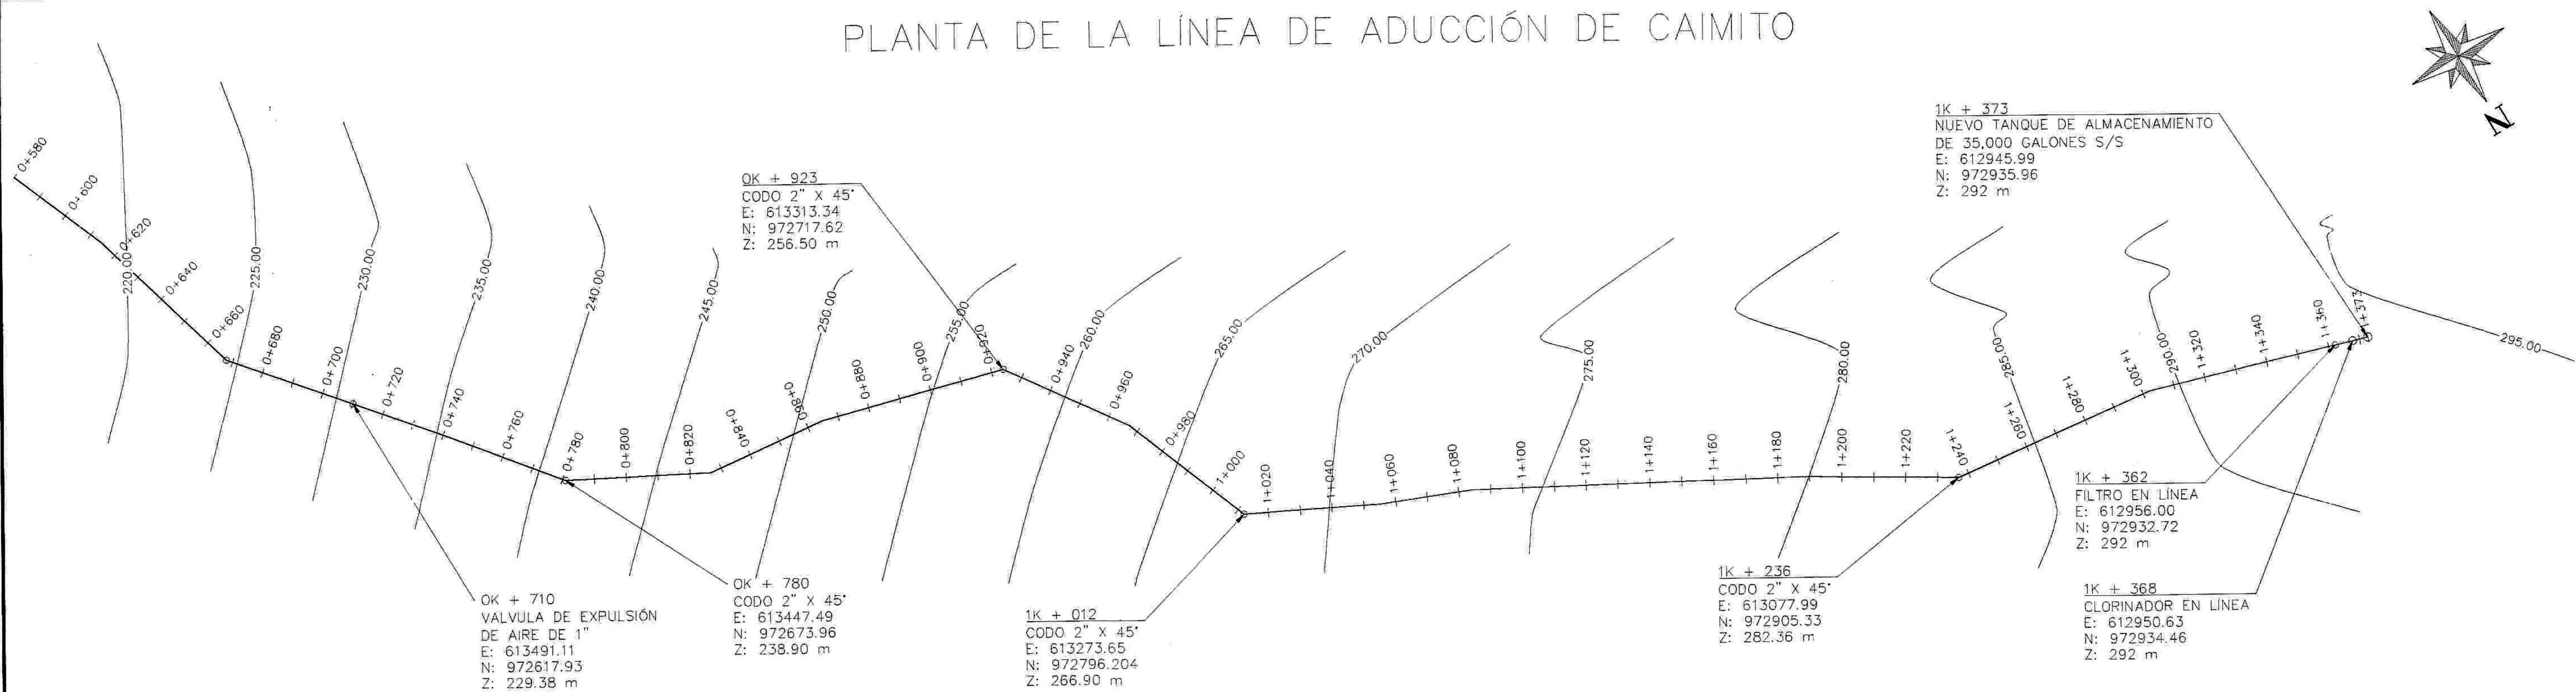 PLANTA DE LA LÍNEA DE ADUCCIÓN DE CAIMITO
N
0+580
0+600
0+620
0+640
0+660
0+680
0+700
0+720
0+740
0+760
0+780
0+800
0+820
0+840
0+860
0+880
0+900
0+920
0+940
0+960
0+980
1+000
1+020
1+040
1+060
1+080
1+100
1+120
1+140
1+160
1+180
1+200
1+220
1+240
1+260
1+280
1+300
1+320
1+340
1+360
1+373
220.00
225.00
230.00
235.00
240.00
245.00
250.00
255.00
260.00
265.00
270.00
275.00
280.00
285.00
290.00
295.00
0K + 710
VALVULA DE EXPULSIÓN
DE AIRE DE 1"
E: 613491.11
N: 972617.93
Z: 229.38 m
0K + 780
CODO 2" X 45°
E: 613447.49
N: 972673.96
Z: 238.90 m
0K + 923
CODO 2" X 45°
E: 613313.34
N: 972717.62
Z: 256.50 m
1K + 012
CODO 2" X 45°
E: 613273.65
N: 972796.204
Z: 266.90 m
1K + 236
CODO 2" X 45°
E: 613077.99
N: 972905.33
Z: 282.36 m
1K + 373
NUEVO TANQUE DE ALMACENAMIENTO
DE 35,000 GALONES S/S
E: 612945.99
N: 972935.96
Z: 292 m
1K + 362
FILTRO EN LÍNEA
E: 612956.00
N: 972932.72
Z: 292 m
1K + 368
CLORINADOR EN LÍNEA
E: 612950.63
N: 972934.46
Z: 292 m